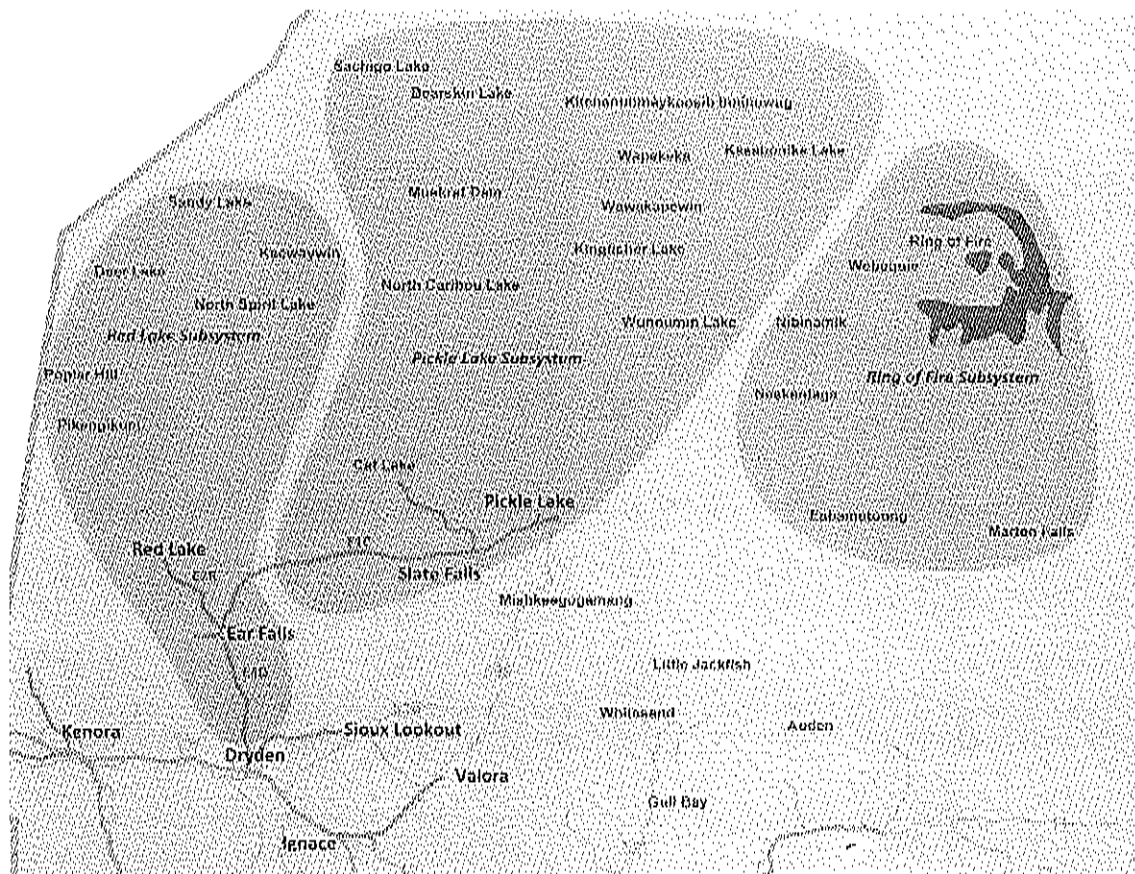 Sachigo Lake
Bearskin Lake
Kitchenuhmaykoosib Inninuwug
Wapekeka
Kasabonika Lake
Sandy Lake
Muskrat Dam
Wawakapewin
Keewaywin
Kingfisher Lake
Ring of Fire
Webequie
Deer Lake
North Spirit Lake
North Caribou Lake
Wunnumin Lake
Nibinamik
Red Lake Subsystem
Pickle Lake Subsystem
Ring of Fire Subsystem
Poplar Hill
Neskantaga
Pikangikum
Cat Lake
Pickle Lake
Eabametoong
Marten Falls
Red Lake
E1C
E2R
Slate Falls
Mishkeegogamang
Ear Falls
E4D
Little Jackfish
Whitesand
Auden
Kenora
Sioux Lookout
Dryden
Valora
Gull Bay
Ignace